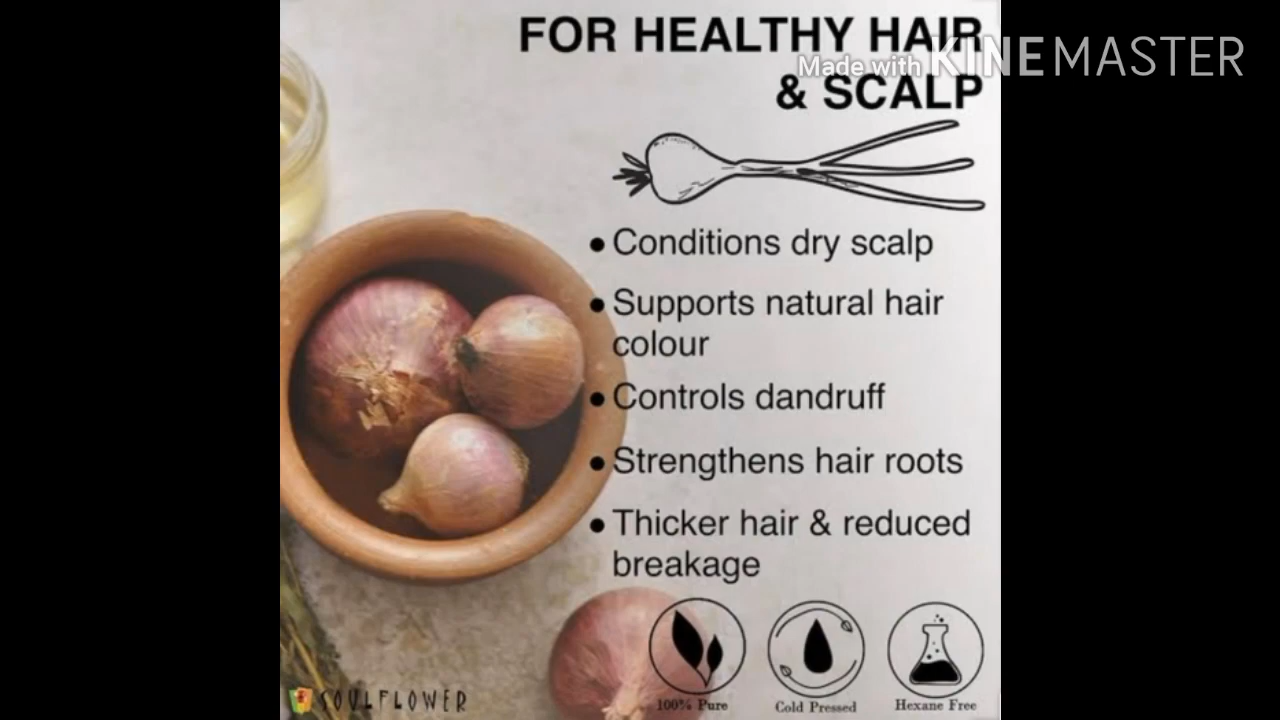 FOR HEALTHY HAIR
Made with KINEMASTER
& SCALP
• Conditions dry scalp
• Supports natural hair
colour
• Controls dandruff
• Strengthens hair roots
• Thicker hair & reduced
breakage
100% Pure
Cold Pressed
Hexane Free
SOULFLOWER